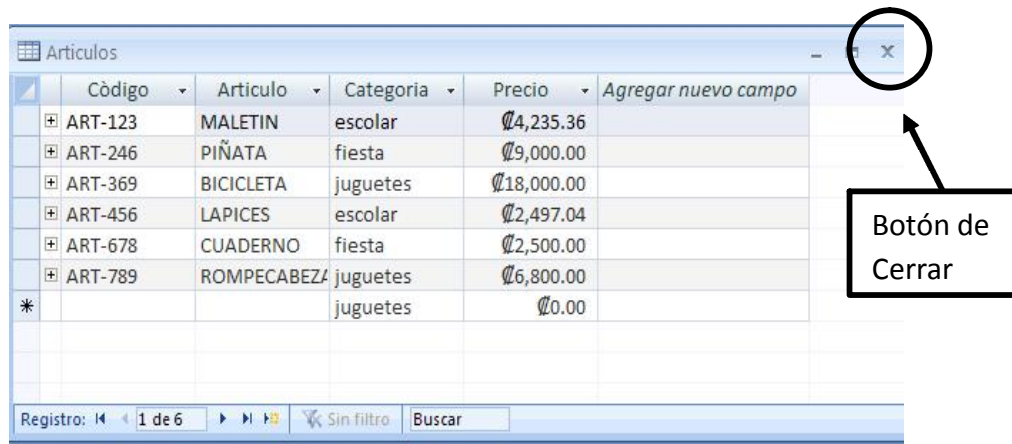 Articulos
Còdigo Articulo Categoria Precio Agregar nuevo campo
ART-123 MALETIN escolar ₡4,235.36
ART-246 PIÑATA fiesta ₡9,000.00
ART-369 BICICLETA juguetes ₡18,000.00
ART-456 LAPICES escolar ₡2,497.04
ART-678 CUADERNO fiesta ₡2,500.00
ART-789 ROMPECABEZA juguetes ₡6,800.00
juguetes ₡0.00
Registro: 1 de 6 Sin filtro Buscar
Botón de
Cerrar